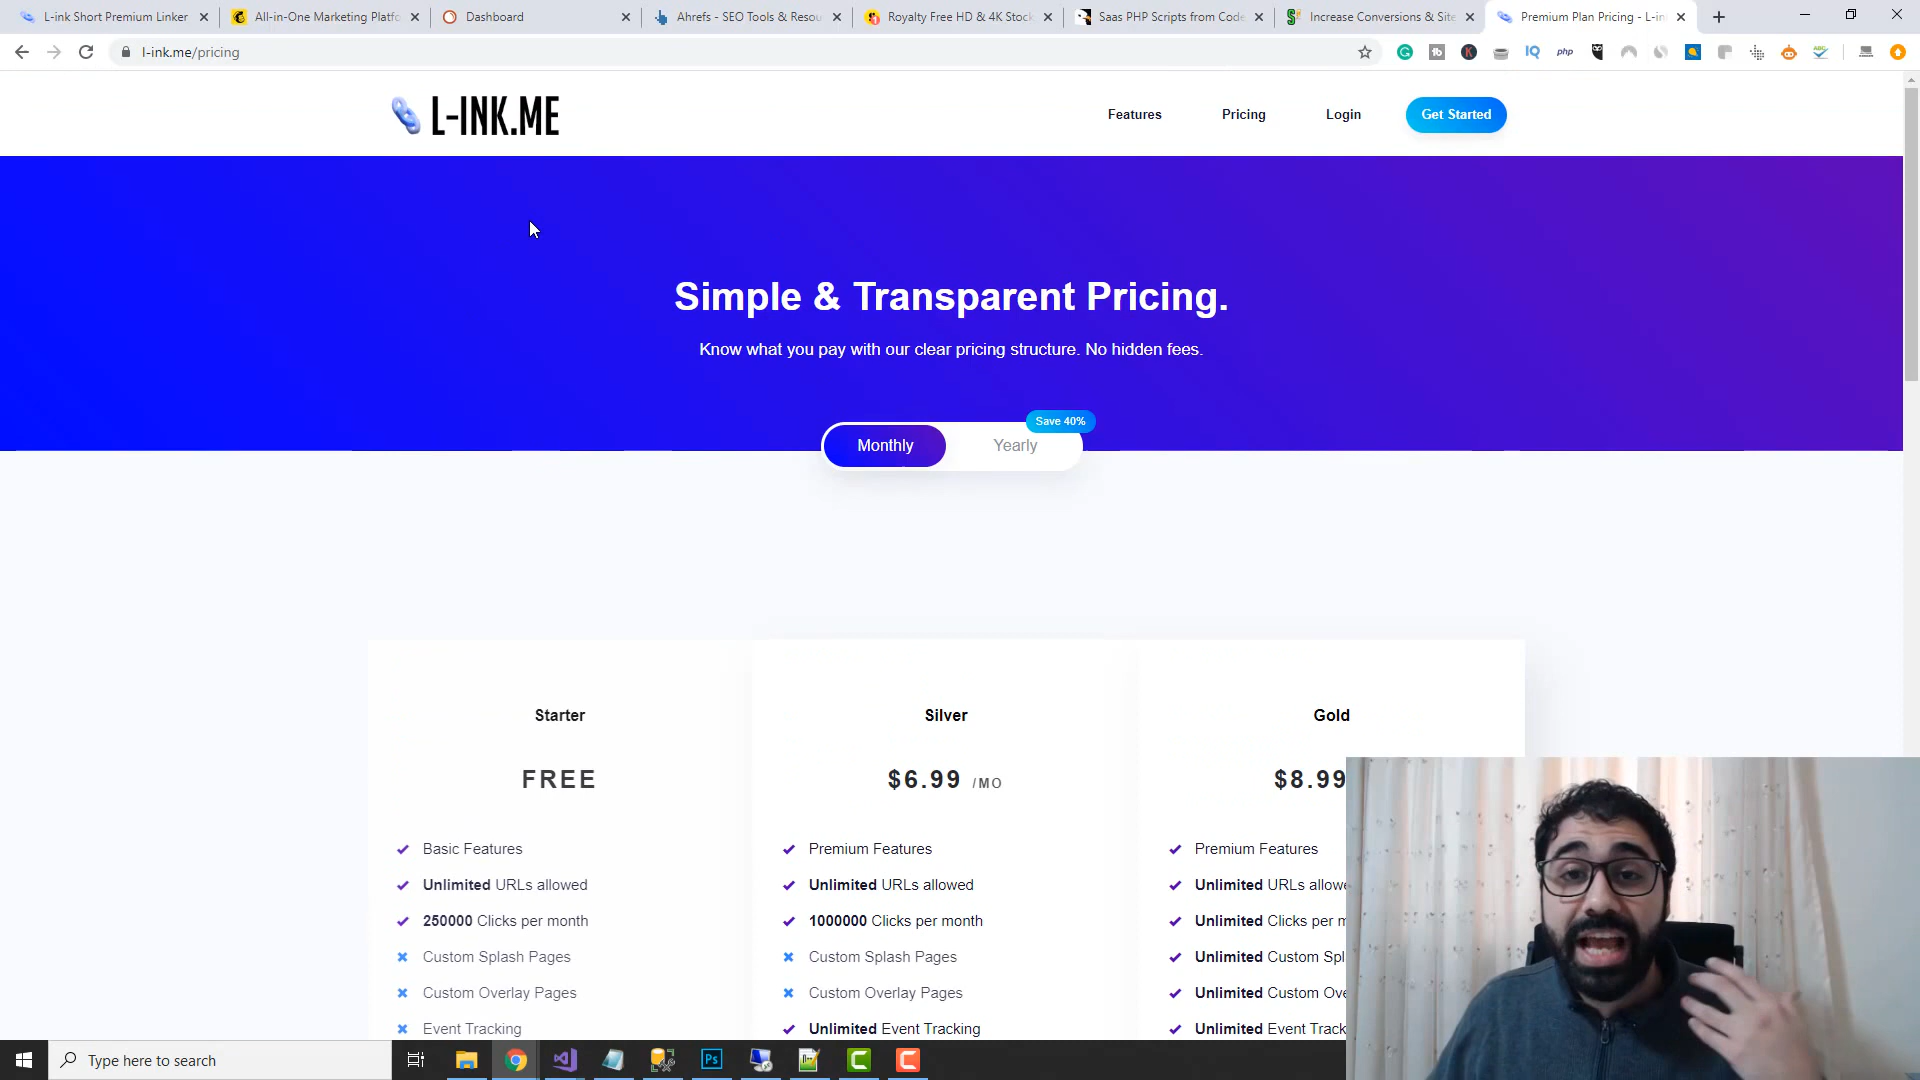 L-ink Short Premium Linker
All-in-One Marketing Platfo
Dashboard
Ahrefs - SEO Tools & Resou
Royalty Free HD & 4K Stock
Saas PHP Scripts from Code
Increase Conversions & Site
Premium Plan Pricing - L-in
l-ink.me/pricing
L-INK.ME
Features
Pricing
Login
Get Started
Simple & Transparent Pricing.
Know what you pay with our clear pricing structure. No hidden fees.
Save 40%
Monthly
Yearly
Starter
FREE
Basic Features
Unlimited URLs allowed
250000 Clicks per month
Custom Splash Pages
Custom Overlay Pages
Event Tracking
Silver
$6.99 /MO
Premium Features
Unlimited URLs allowed
1000000 Clicks per month
Custom Splash Pages
Custom Overlay Pages
Unlimited Event Tracking
Gold
$8.99
Premium Features
Unlimited URLs allowe
Unlimited Clicks per m
Unlimited Custom Spl
Unlimited Custom Ove
Unlimited Event Track
Type here to search